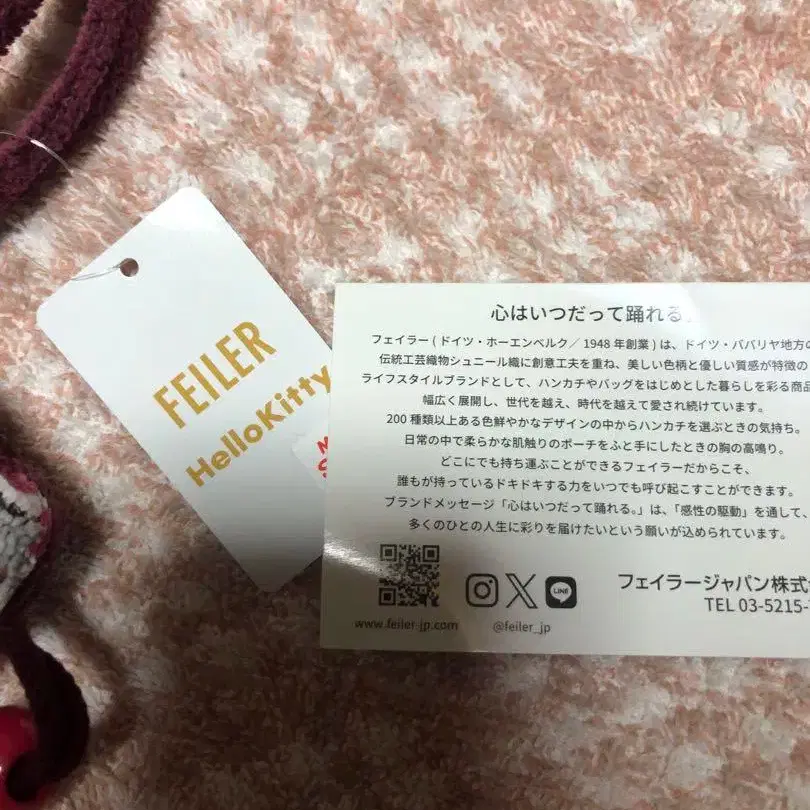 FEILER
HelloKitty
心はいつだって踊れる。
フェイラー ( ドイツ・ホーエンベルク／ 1948 年創業 ) は、ドイツ・ババリヤ地方の
伝統工芸織物シュニール織に創意工夫を重ね、美しい色柄と優しい質感が特徴の
ライフスタイルブランドとして、ハンカチやバッグをはじめとした暮らしを彩る商品
幅広く展開し、世代を越え、時代を越えて愛され続けています。
200 種類以上ある色鮮やかなデザインの中からハンカチを選ぶときの気持ち。
日常の中で柔らかな肌触りのポーチをふと手にしたときの胸の高鳴り。
どこにでも持ち運ぶことができるフェイラーだからこそ、
誰もが持っているドキドキする力をいつでも呼び起こすことができます。
ブランドメッセージ「心はいつだって踊れる。」は、「感性の駆動」を通して、
多くのひとの人生に彩りを届けたいという願いが込められています。
LINE
フェイラージャパン株式
TEL 03-5215-
www.feiler-jp.com
@feiler_jp